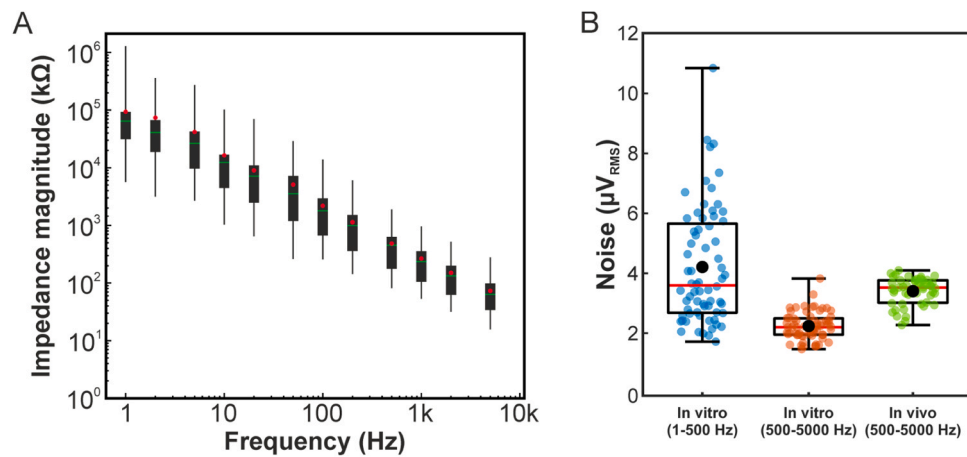 A
Impedance magnitude (kΩ)
10⁶
10⁵
10⁴
10³
10²
10¹
10⁰
1 10 100 1k 10k
Frequency (Hz)
B
Noise (µV_RMS)
12
10
8
6
4
2
0
In vitro
(1-500 Hz)
In vitro
(500-5000 Hz)
In vivo
(500-5000 Hz)